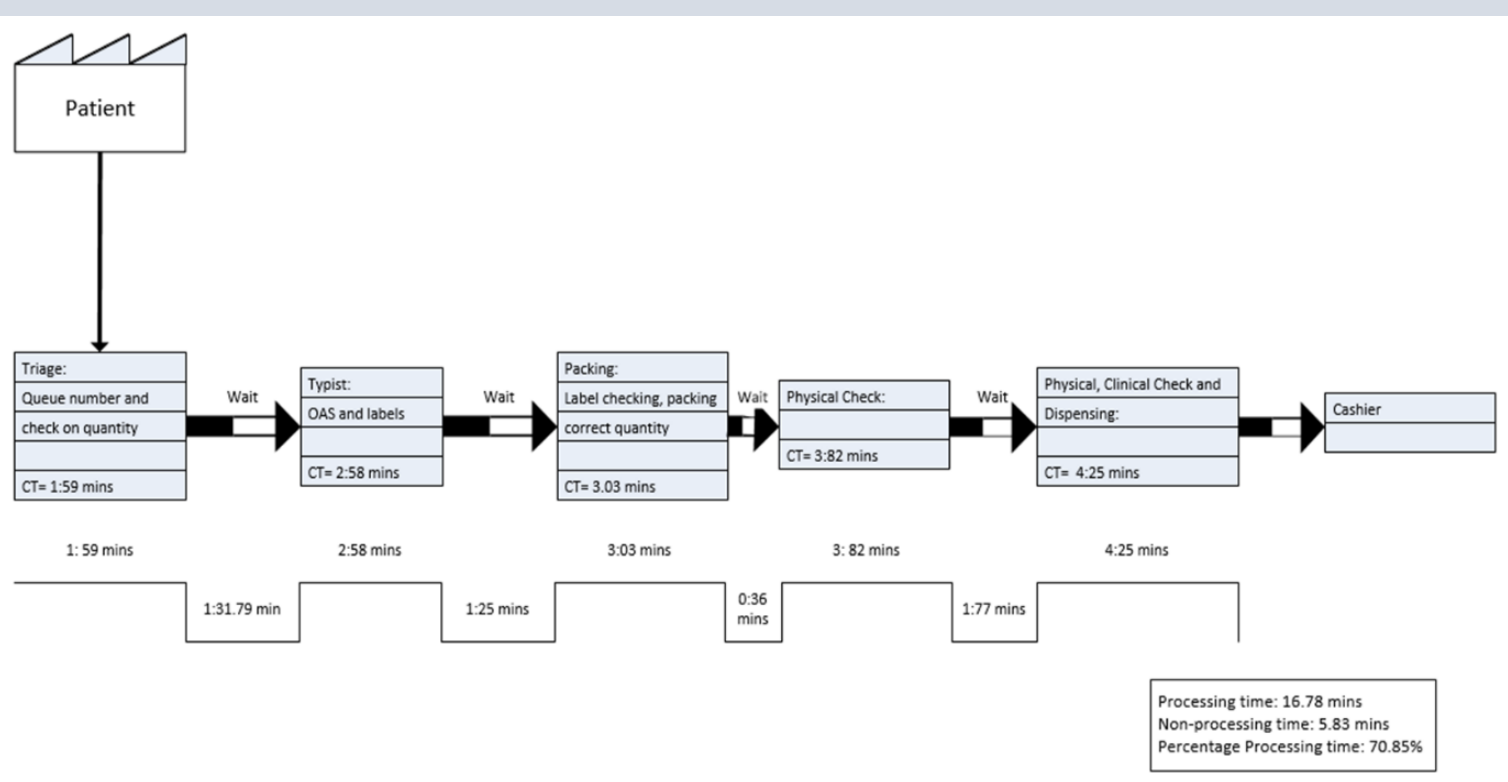 Patient
Triage:
Queue number and
check on quantity
CT= 1:59 mins
Wait
Typist:
OAS and labels
CT= 2:58 mins
Wait
Packing:
Label checking, packing
correct quantity
CT= 3.03 mins
Wait
Physical Check:
CT= 3:82 mins
Wait
Physical, Clinical Check and
Dispensing:
CT= 4:25 mins
Cashier
1: 59 mins
2:58 mins
3:03 mins
3: 82 mins
4:25 mins
1:31.79 min
1:25 mins
0:36
mins
1:77 mins
Processing time: 16.78 mins
Non-processing time: 5.83 mins
Percentage Processing time: 70.85%